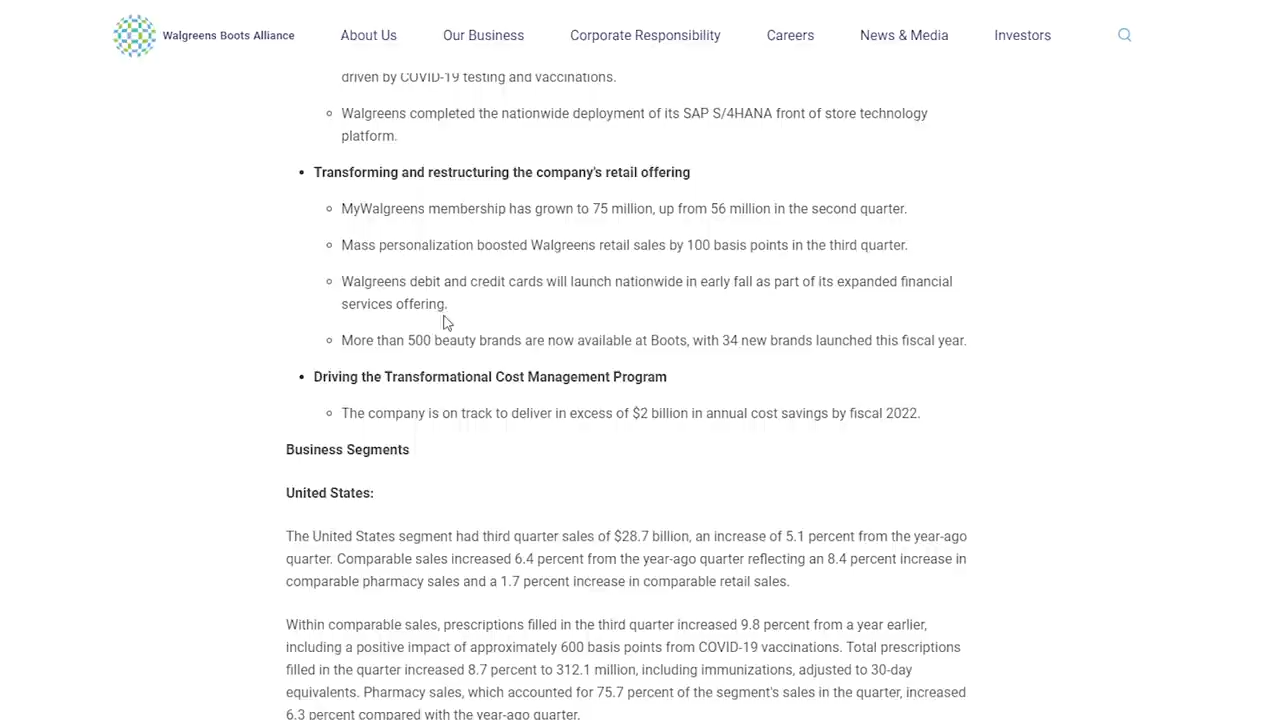 Walgreens Boots Alliance About Us Our Business Corporate Responsibility Careers News & Media Investors
driven by COVID-19 testing and vaccinations.
Walgreens completed the nationwide deployment of its SAP S/4HANA front of store technology
platform.
Transforming and restructuring the company's retail offering
MyWalgreens membership has grown to 75 million, up from 56 million in the second quarter.
Mass personalization boosted Walgreens retail sales by 100 basis points in the third quarter.
Walgreens debit and credit cards will launch nationwide in early fall as part of its expanded financial
services offering.
More than 500 beauty brands are now available at Boots, with 34 new brands launched this fiscal year.
Driving the Transformational Cost Management Program
The company is on track to deliver in excess of $2 billion in annual cost savings by fiscal 2022.
Business Segments
United States:
The United States segment had third quarter sales of $28.7 billion, an increase of 5.1 percent from the year-ago
quarter. Comparable sales increased 6.4 percent from the year-ago quarter reflecting an 8.4 percent increase in
comparable pharmacy sales and a 1.7 percent increase in comparable retail sales.
Within comparable sales, prescriptions filled in the third quarter increased 9.8 percent from a year earlier,
including a positive impact of approximately 600 basis points from COVID-19 vaccinations. Total prescriptions
filled in the quarter increased 8.7 percent to 312.1 million, including immunizations, adjusted to 30-day
equivalents. Pharmacy sales, which accounted for 75.7 percent of the segment's sales in the quarter, increased
6.3 percent compared with the year-ago quarter.